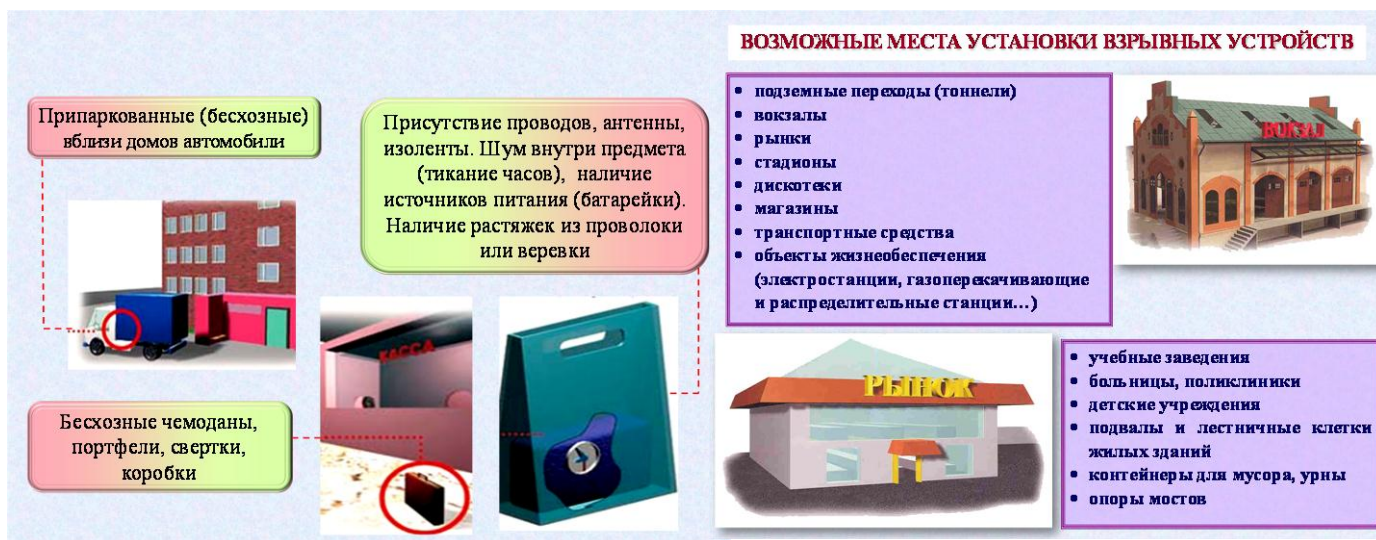 ВОЗМОЖНЫЕ МЕСТА УСТАНОВКИ ВЗРЫВНЫХ УСТРОЙСТВ
Припаркованные (бесхозные)
вблизи домов автомобили
Присутствие проводов, антенны,
изоленты. Шум внутри предмета
(тикание часов), наличие
источников питания (батарейки).
Наличие растяжек из проволоки
или веревки
Бесхозные чемоданы,
портфели, свертки,
коробки
КАССА
• подземные переходы (тоннели)
• вокзалы
• рынки
• стадионы
• дискотеки
• магазины
• транспортные средства
• объекты жизнеобеспечения
(электростанции, газоперекачивающие
и распределительные станции…)
ВОКЗАЛ
РЫНОК
• учебные заведения
• больницы, поликлиники
• детские учреждения
• подвалы и лестничные клетки
жилых зданий
• контейнеры для мусора, урны
• опоры мостов